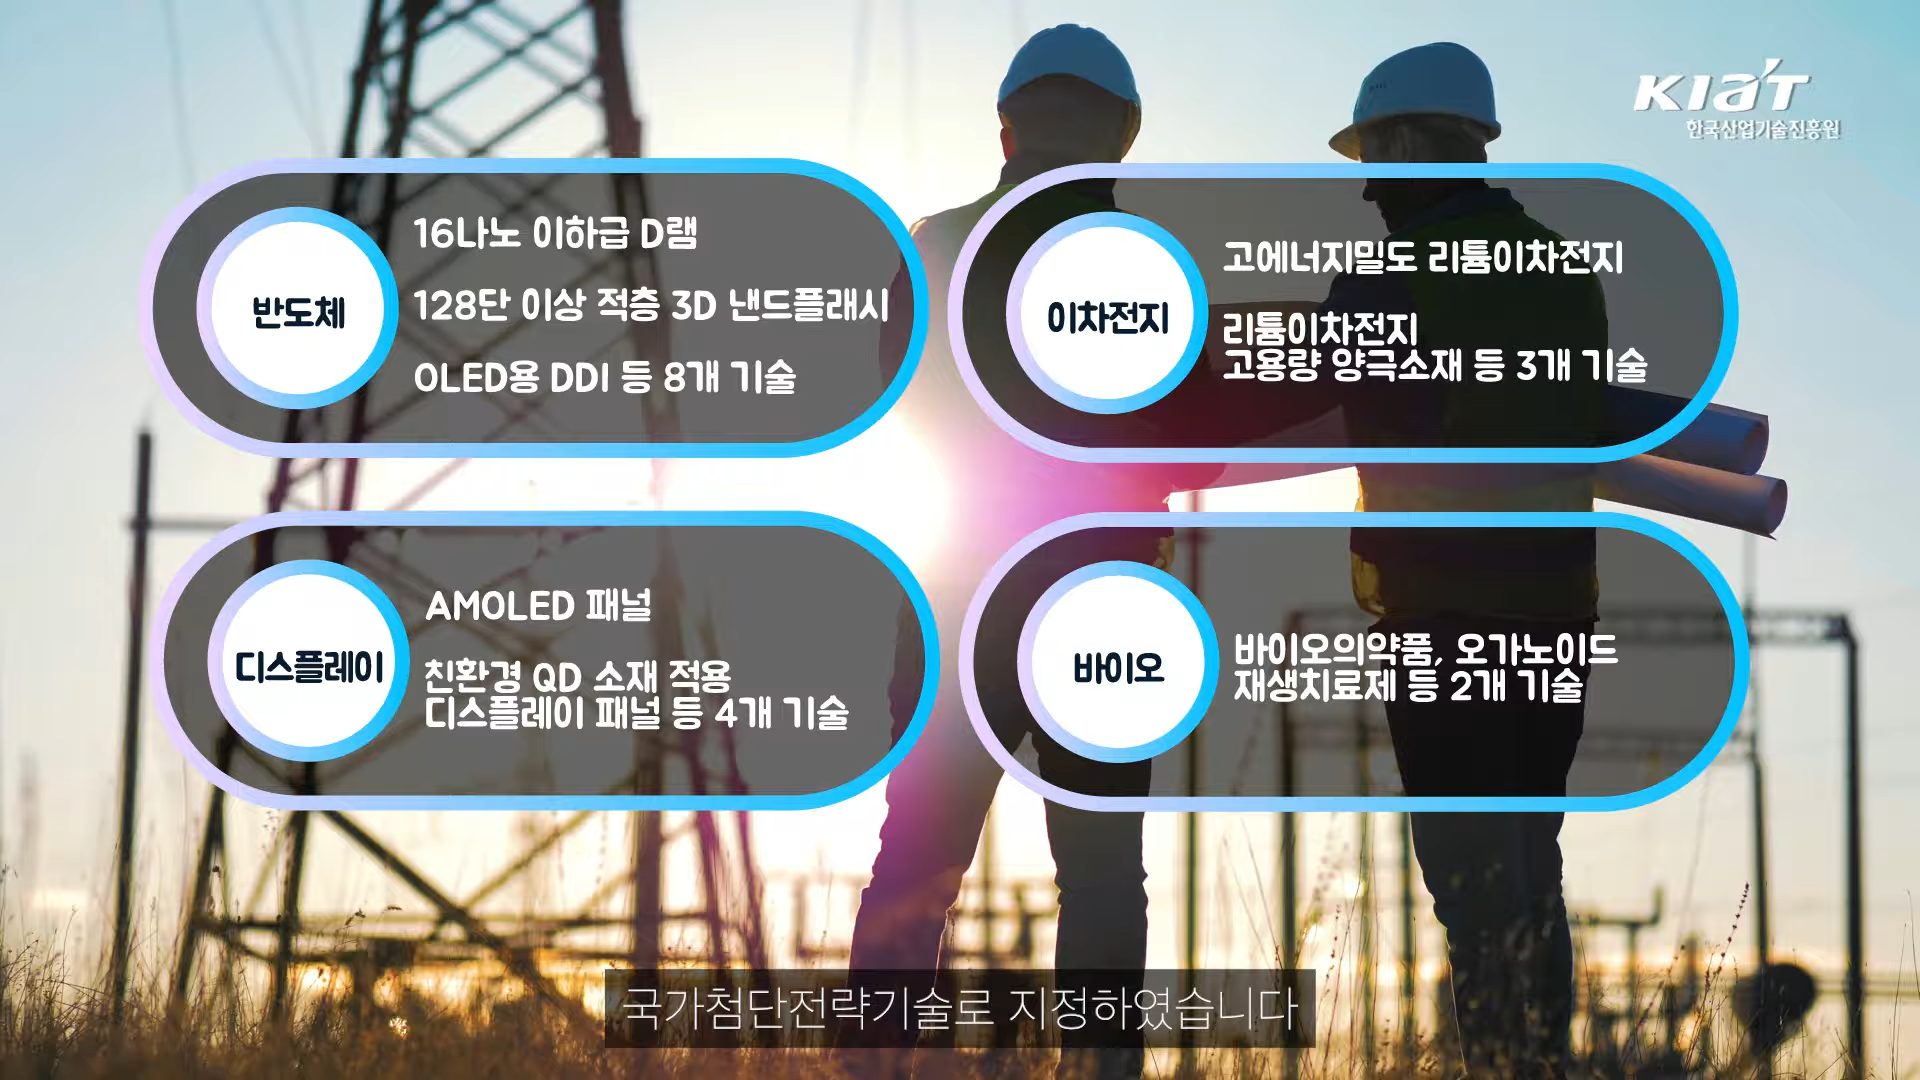 KIAT
한국산업기술진흥원
반도체
16나노 이하급 D램
128단 이상 적층 3D 낸드플래시
OLED용 DDI 등 8개 기술
이차전지
고에너지밀도 리튬이차전지
리튬이차전지
고용량 양극소재 등 3개 기술
디스플레이
AMOLED 패널
친환경 QD 소재 적용
디스플레이 패널 등 4개 기술
바이오
바이오의약품, 오가노이드
재생치료제 등 2개 기술
국가첨단전략기술로 지정하였습니다